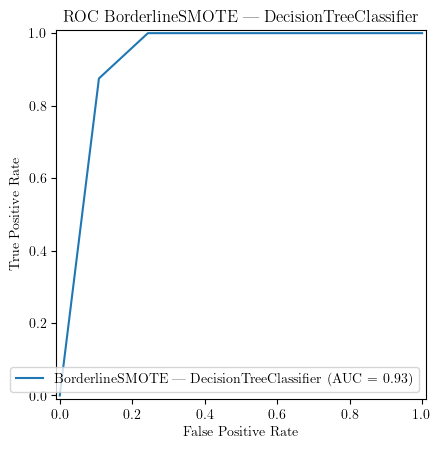 ROC BorderlineSMOTE — DecisionTreeClassifier
1.0
0.8
0.6
0.4
0.2
0.0
True Positive Rate
BorderlineSMOTE — DecisionTreeClassifier (AUC = 0.93)
0.0 0.2 0.4 0.6 0.8 1.0
False Positive Rate